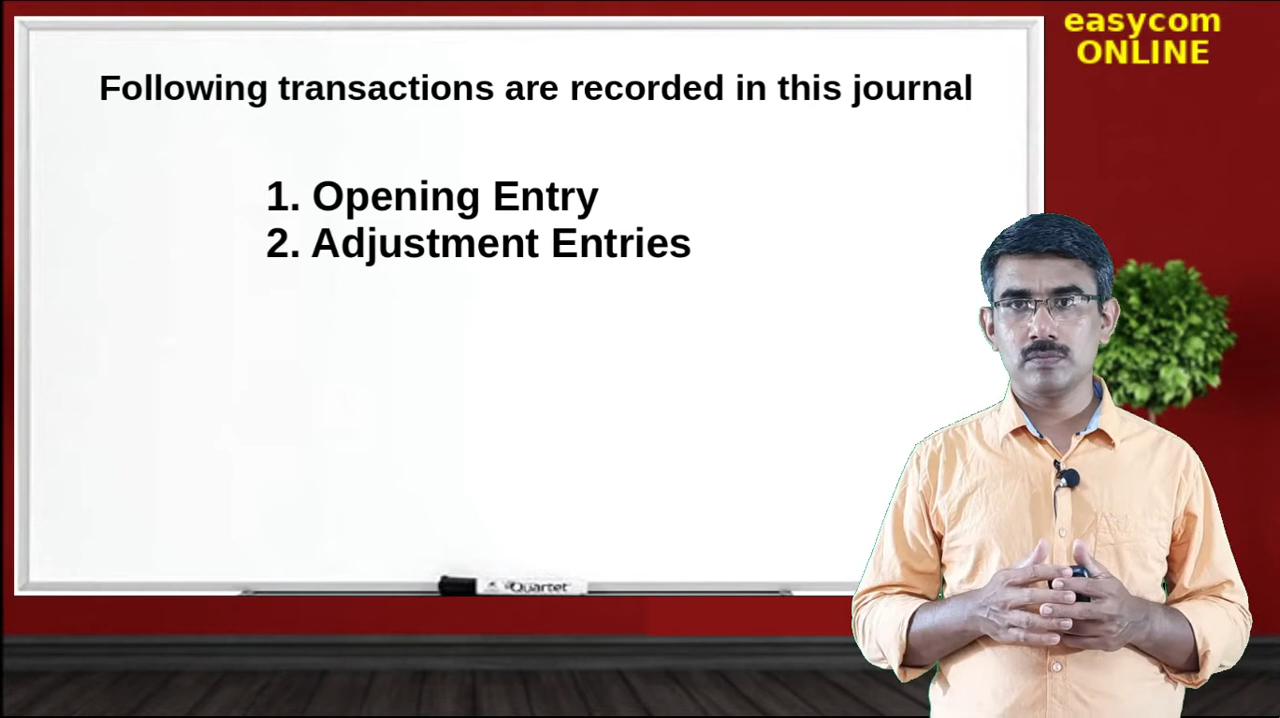 easycom
ONLINE
Following transactions are recorded in this journal
1. Opening Entry
2. Adjustment Entries
Quartet